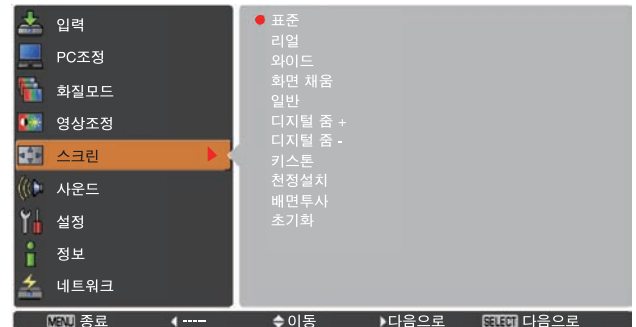 입력
PC조정
화질모드
영상조정
스크린
사운드
설정
정보
네트워크
표준
리얼
와이드
화면 채움
일반
디지털 줌 +
디지털 줌 -
키스톤
천정설치
배면투사
초기화
MENU 종료 ---- 이동 다음으로 SELECT 다음으로